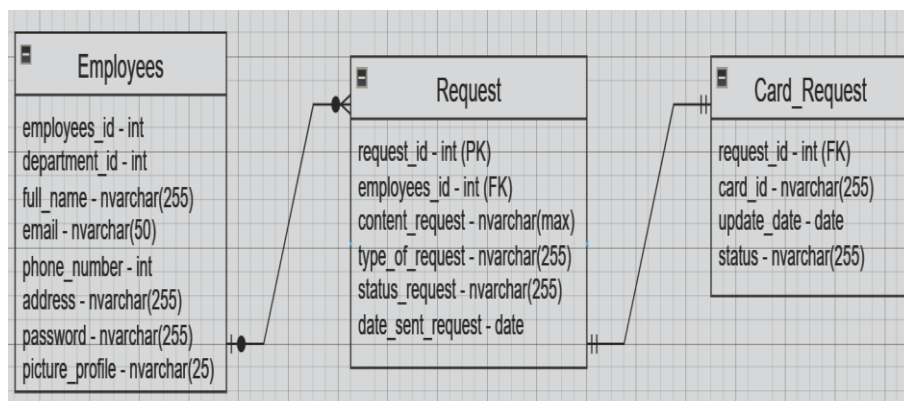 Employees
employees_id - int
department_id - int
full_name - nvarchar(255)
email - nvarchar(50)
phone_number - int
address - nvarchar(255)
password - nvarchar(255)
picture_profile - nvarchar(25)
Request
request_id - int (PK)
employees_id - int (FK)
content_request - nvarchar(max)
type_of_request - nvarchar(255)
status_request - nvarchar(255)
date_sent_request - date
Card_Request
request_id - int (FK)
card_id - nvarchar(255)
update_date - date
status - nvarchar(255)